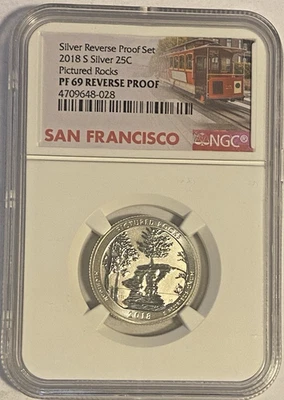 Silver Reverse Proof Set
2018 S Silver 25C
Pictured Rocks
PF 69 REVERSE PROOF
4709648-028
SAN FRANCISCO
NGC®
PICTURED ROCKS
2018